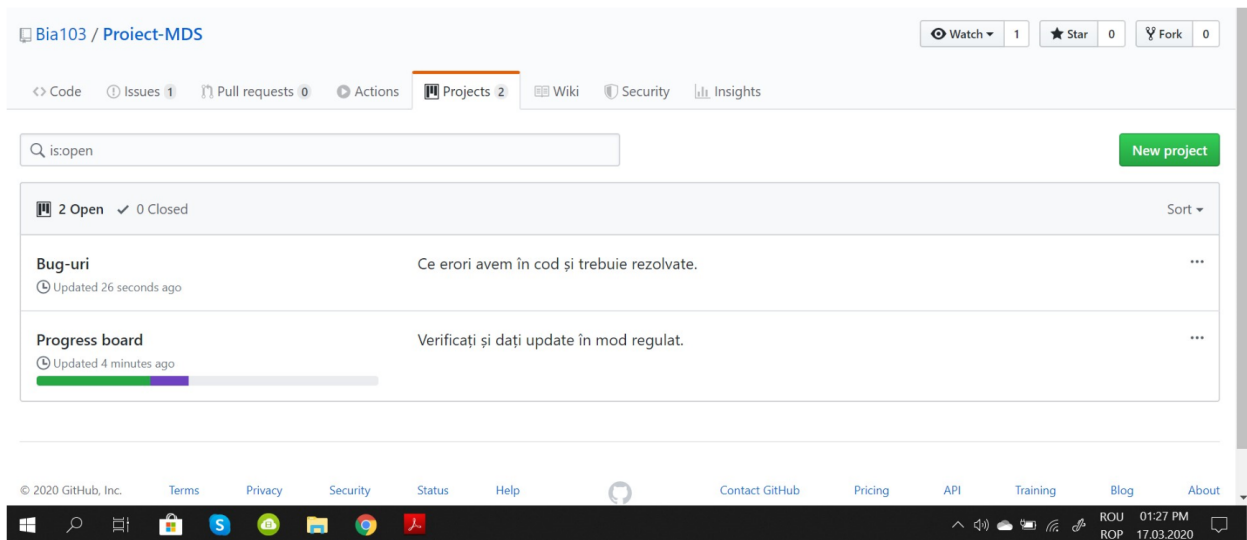 Bia103 / Proiect-MDS
Watch 1 Star 0 Fork 0
Code Issues 1 Pull requests 0 Actions Projects 2 Wiki Security Insights
is:open
New project
2 Open 0 Closed Sort
Bug-uri Ce erori avem în cod și trebuie rezolvate.
Updated 26 seconds ago
Progress board Verificați și dați update în mod regulat.
Updated 4 minutes ago
© 2020 GitHub, Inc. Terms Privacy Security Status Help Contact GitHub Pricing API Training Blog About
ROU 01:27 PM
ROP 17.03.2020